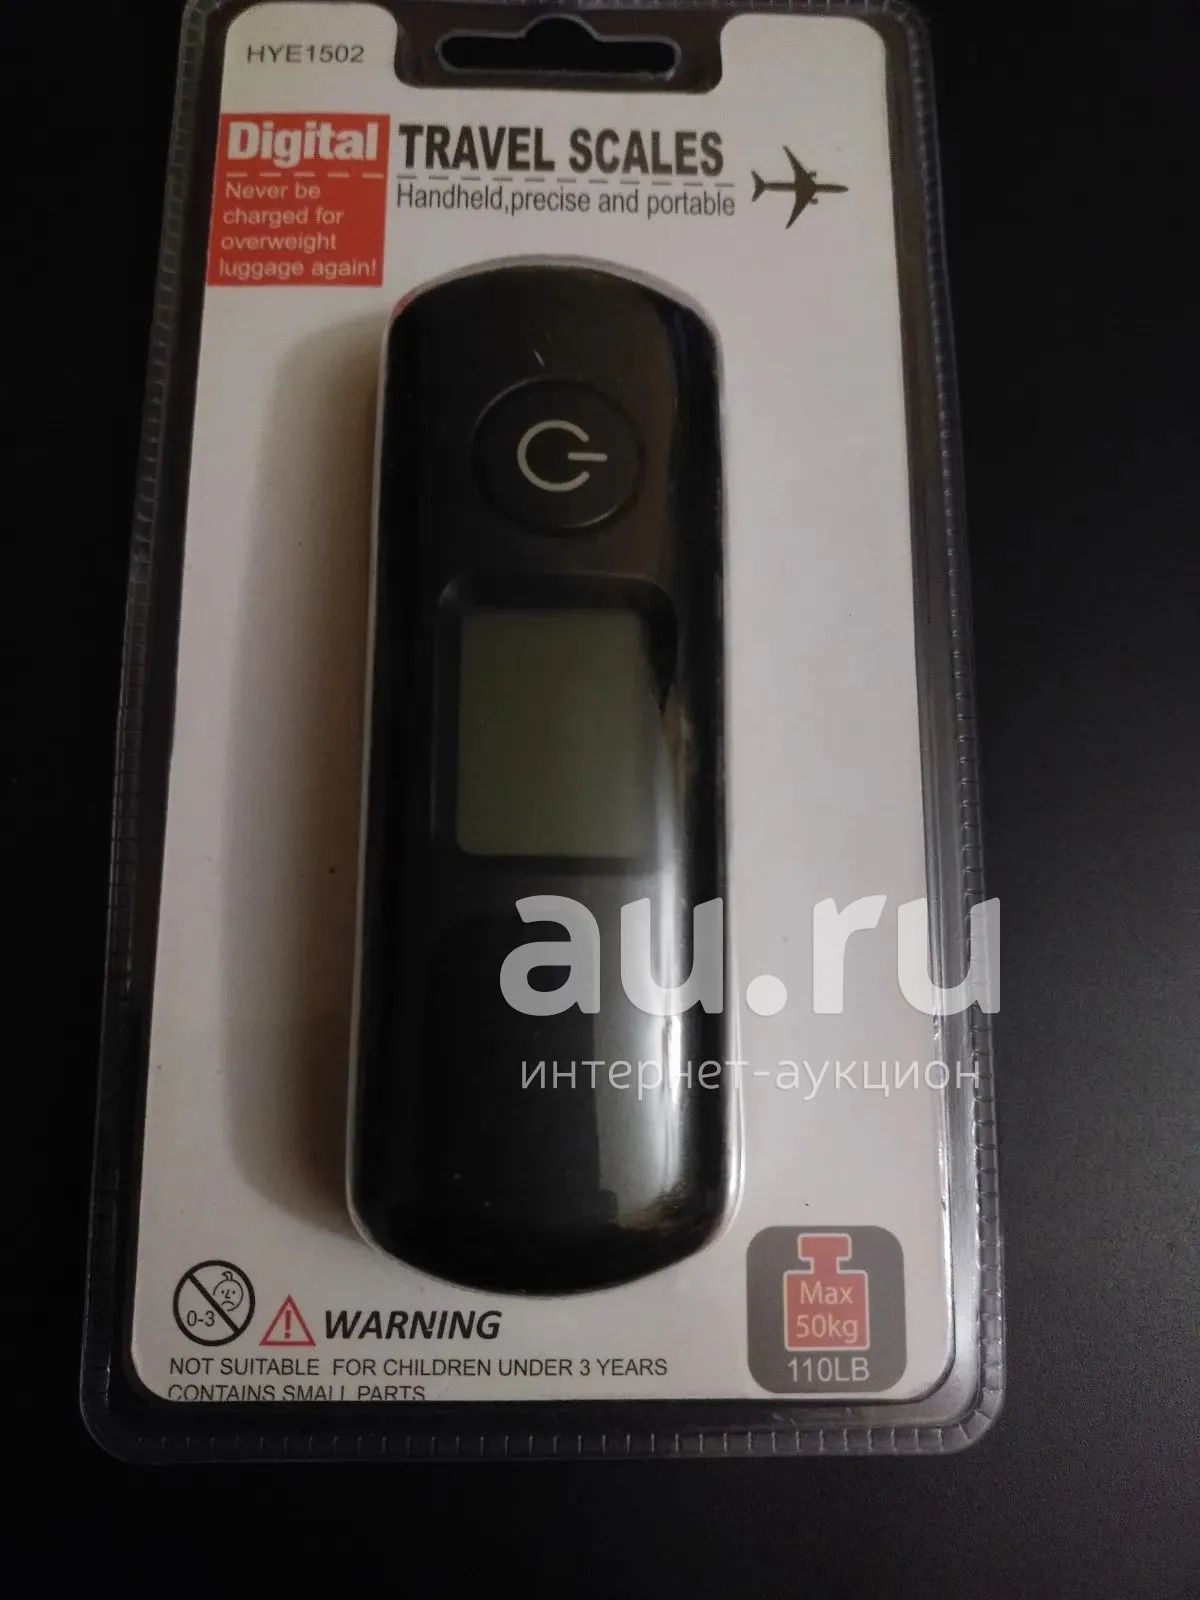 HYE1502
Digital
Never be
charged for
overweight
luggage again!
TRAVEL SCALES
Handheld,precise and portable
au.ru
интернет-аукцион
0-3
WARNING
NOT SUITABLE FOR CHILDREN UNDER 3 YEARS
CONTAINS SMALL PARTS
Max
50kg
110LB